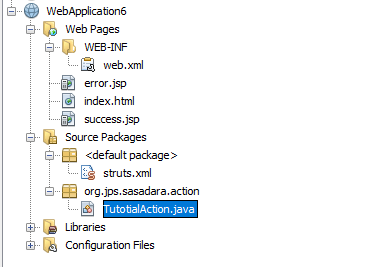 WebApplication6
Web Pages
WEB-INF
web.xml
error.jsp
index.html
success.jsp
Source Packages
<default package>
struts.xml
org.jps.sasadara.action
TutotialAction.java
Libraries
Configuration Files